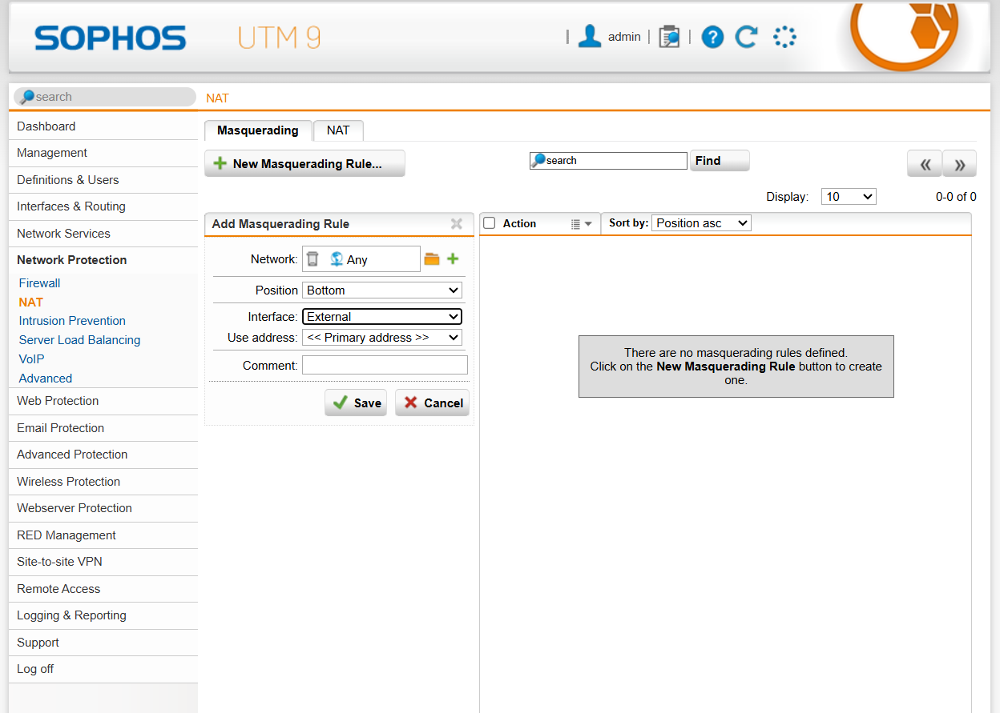 SOPHOS UTM 9
| admin | |
search
NAT
Dashboard
Management
Definitions & Users
Interfaces & Routing
Network Services
Network Protection
Firewall
NAT
Intrusion Prevention
Server Load Balancing
VoIP
Advanced
Web Protection
Email Protection
Advanced Protection
Wireless Protection
Webserver Protection
RED Management
Site-to-site VPN
Remote Access
Logging & Reporting
Support
Log off
Masquerading NAT
New Masquerading Rule... search Find « »
Display: 10 0-0 of 0
Add Masquerading Rule
Network: Any
Position Bottom
Interface: External
Use address: << Primary address >>
Comment:
Save Cancel
Action Sort by: Position asc
There are no masquerading rules defined.
Click on the New Masquerading Rule button to create
one.